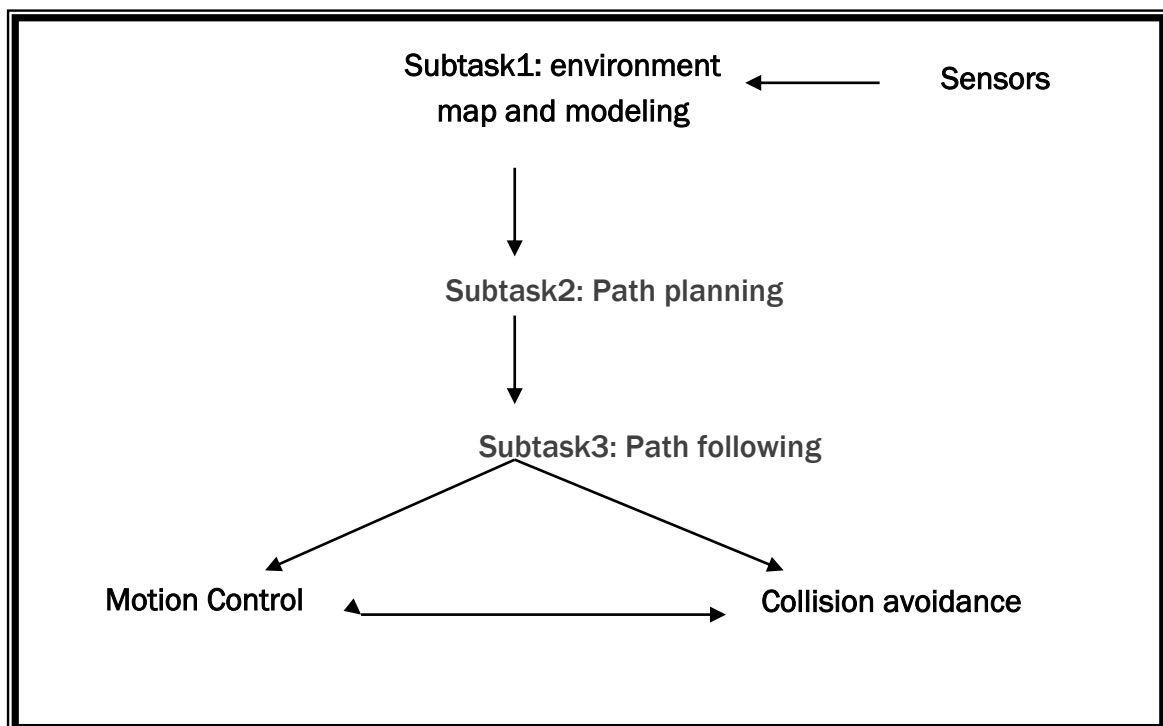 Subtask1: environment
map and modeling
Sensors
Subtask2: Path planning
Subtask3: Path following
Motion Control
Collision avoidance